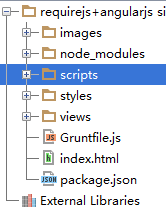 requirejs+angularjs si
images
node_modules
scripts
styles
views
Gruntfile.js
index.html
package.json
External Libraries